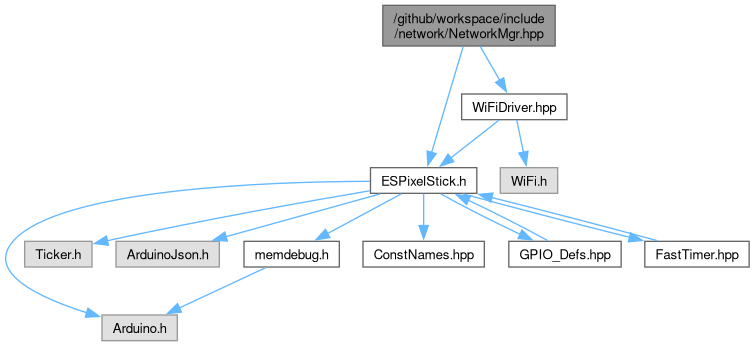 /github/workspace/include
/network/NetworkMgr.hpp
WiFiDriver.hpp
ESPixelStick.h
WiFi.h
Ticker.h
ArduinoJson.h
memdebug.h
ConstNames.hpp
GPIO_Defs.hpp
FastTimer.hpp
Arduino.h